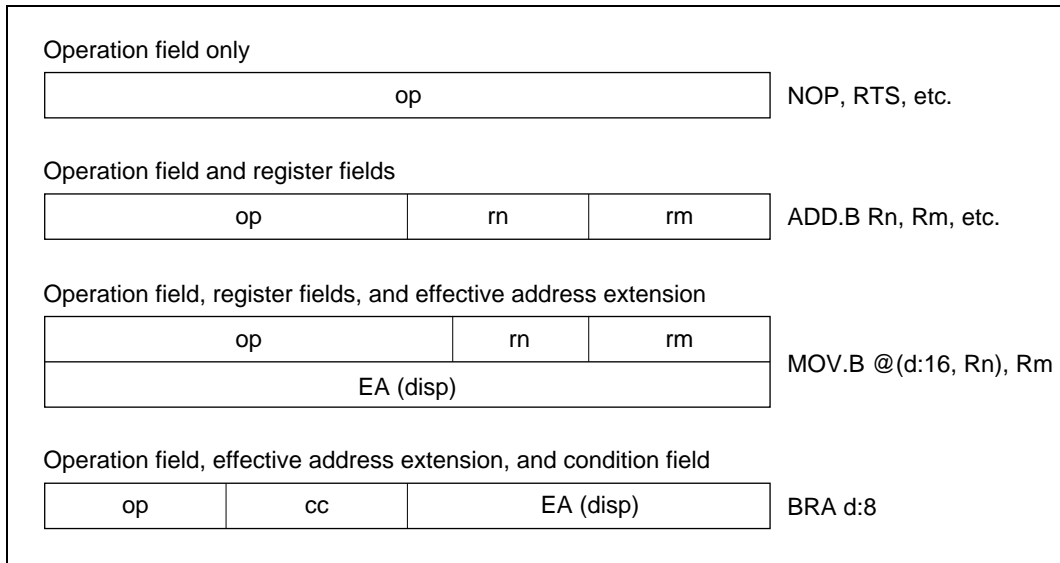 Operation field only
op NOP, RTS, etc.
Operation field and register fields
op rn rm ADD.B Rn, Rm, etc.
Operation field, register fields, and effective address extension
op rn rm
MOV.B @(d:16, Rn), Rm
EA (disp)
Operation field, effective address extension, and condition field
op cc EA (disp) BRA d:8